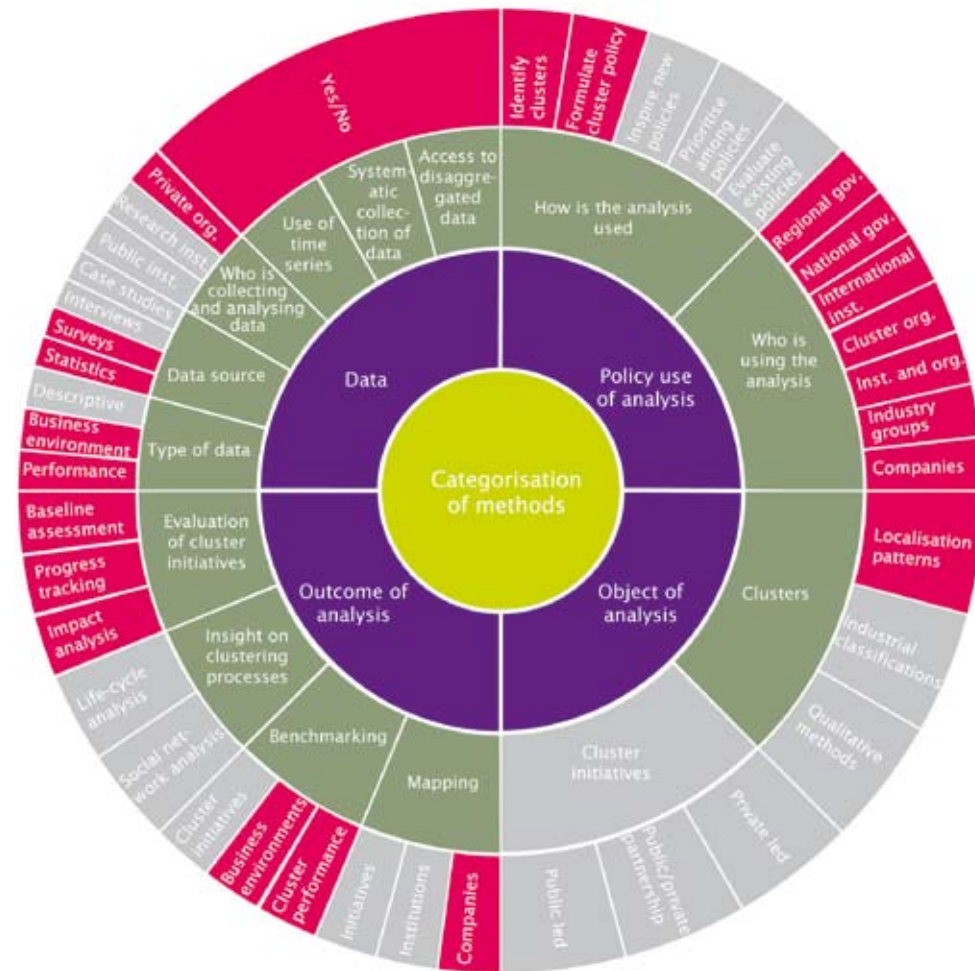 Categorisation
of methods
Policy use
of analysis
How is the analysis
used
Identify
clusters
Formulate
cluster policy
Inspire new
policies
Prioritise
among
policies
Evaluate
existing
policies
Who is
using the
analysis
Regional gov.
National gov.
International
inst.
Cluster org.
Inst. and org.
Industry
groups
Companies
Object of
analysis
Clusters
Localisation
patterns
Industrial
classifications
Qualitative
methods
Cluster
initiatives
Private-led
Public/private
partnership
Public led
Outcome of
analysis
Mapping
Companies
Institutions
Initiatives
Benchmarking
Cluster
performance
Business
environments
Cluster
initiatives
Insight on
clustering
processes
Social net-
work analysis
Life-cycle
analysis
Evaluation
of cluster
initiatives
Impact
analysis
Progress
tracking
Baseline
assessment
Data
Type of data
Performance
Business
environment
Descriptive
Data source
Statistics
Surveys
Interviews
Case studies
Who is
collecting
and analysing
data
Public inst.
Research inst.
Private org.
Use of
time
series
System-
atic
collec-
tion of
data
Access to
disaggre-
gated
data
Yes/No